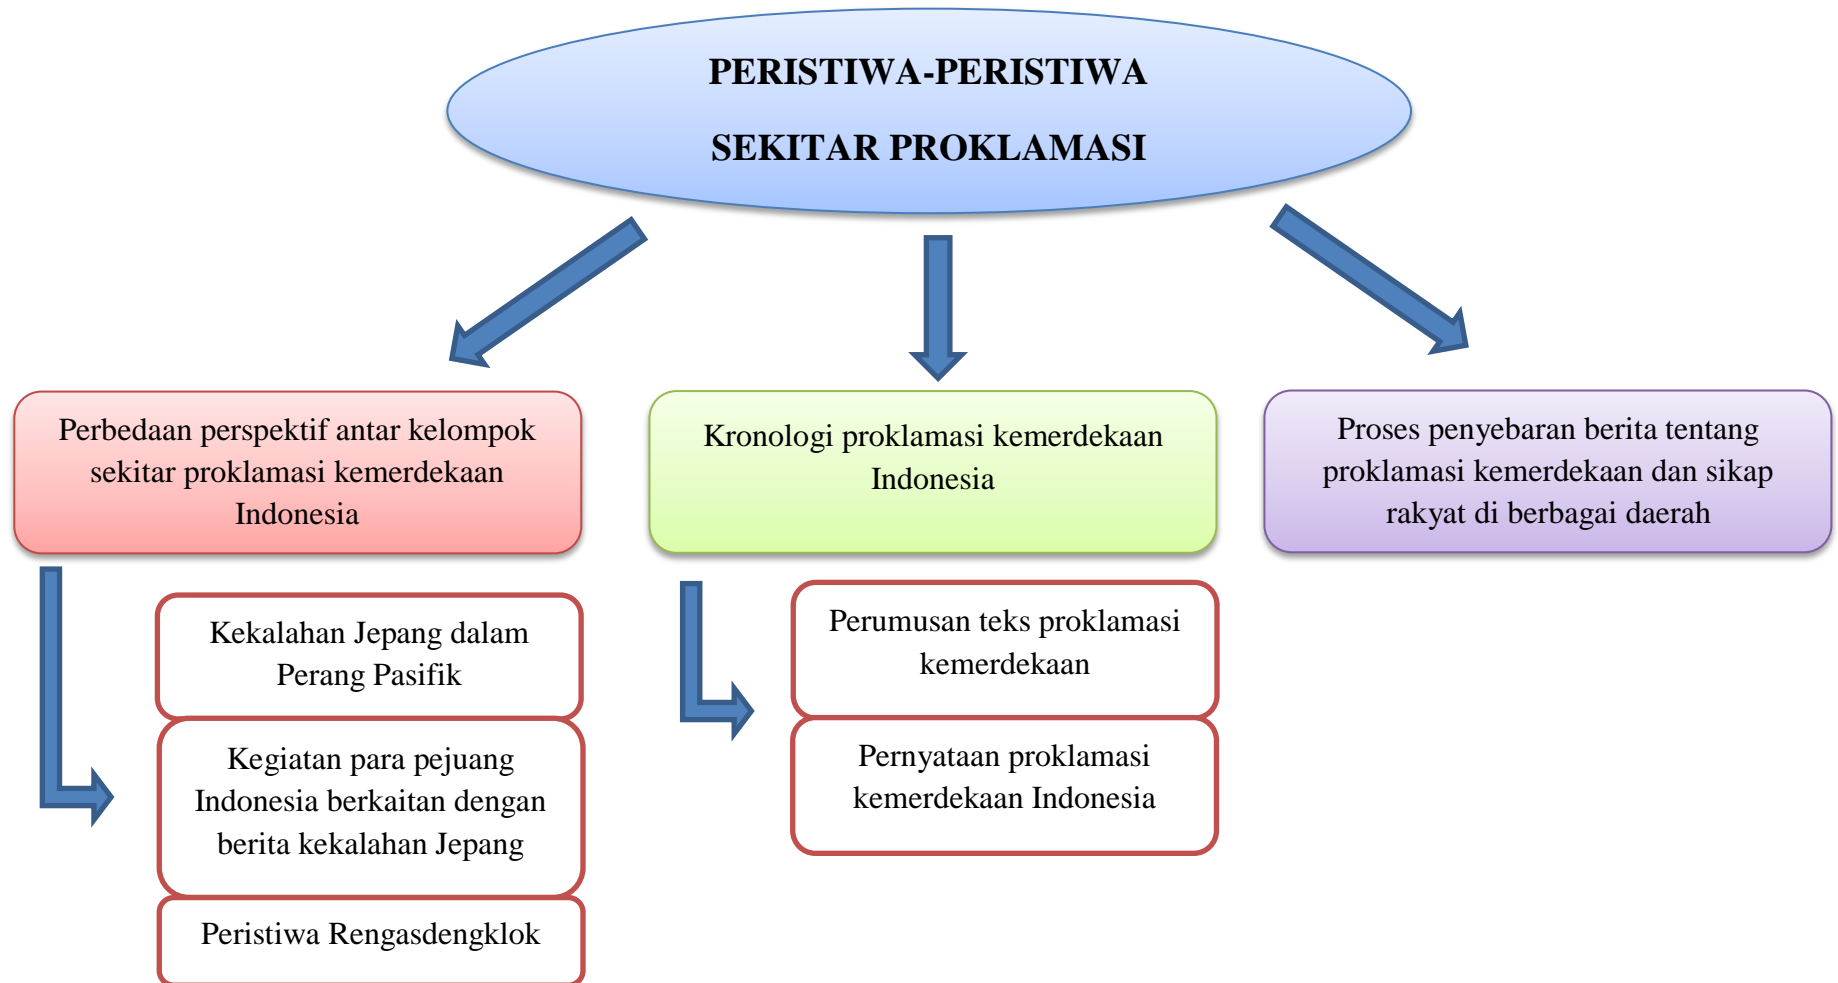 PERISTIWA-PERISTIWA
SEKITAR PROKLAMASI
Perbedaan perspektif antar kelompok
sekitar proklamasi kemerdekaan
Indonesia
Kekalahan Jepang dalam
Perang Pasifik
Kegiatan para pejuang
Indonesia berkaitan dengan
berita kekalahan Jepang
Peristiwa Rengasdengklok
Kronologi proklamasi kemerdekaan
Indonesia
Perumusan teks proklamasi
kemerdekaan
Pernyataan proklamasi
kemerdekaan Indonesia
Proses penyebaran berita tentang
proklamasi kemerdekaan dan sikap
rakyat di berbagai daerah